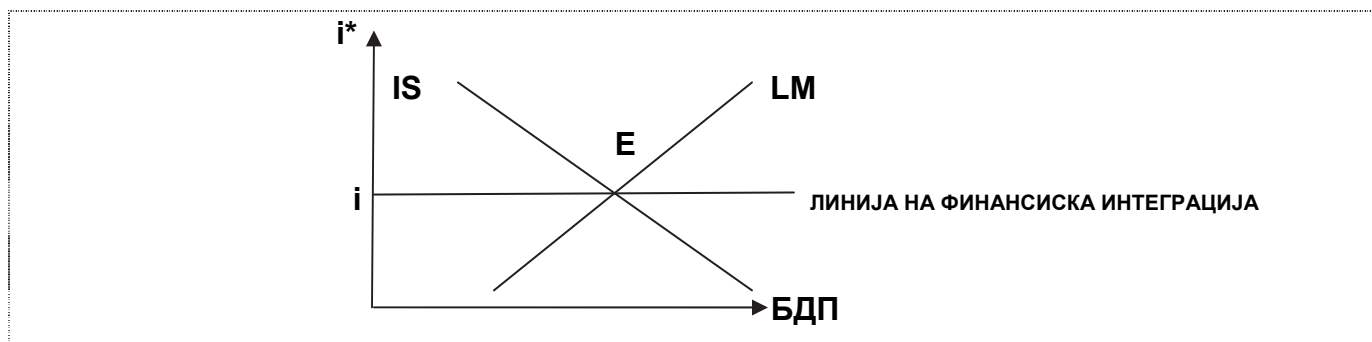 i*
IS
LM
E
i
ЛИНИЈА НА ФИНАНСИСКА ИНТЕГРАЦИЈА
БДП